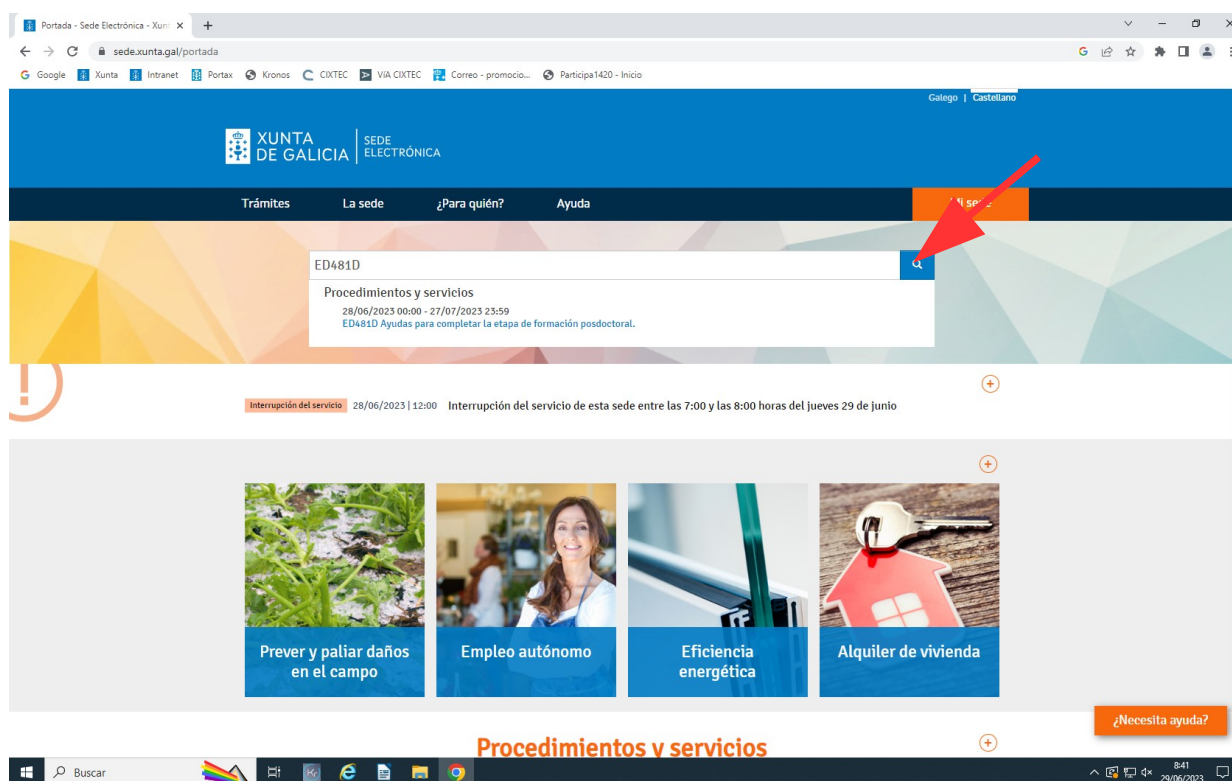 Portada - Sede Electrónica - Xunt
sede.xunta.gal/portada
Google Xunta Intranet Portax Kronos CIXTEC VIA CIXTEC Correo - promocio... Participa1420 - Inicio
Galego | Castellano
XUNTA
DE GALICIA
SEDE
ELECTRÓNICA
Trámites La sede ¿Para quién? Ayuda Mi sede
ED481D
Procedimientos y servicios
28/06/2023 00:00 - 27/07/2023 23:59
ED481D Ayudas para completar la etapa de formación posdoctoral.
Interrupción del servicio 28/06/2023 | 12:00 Interrupción del servicio de esta sede entre las 7:00 y las 8:00 horas del jueves 29 de junio
Prever y paliar daños
en el campo
Empleo autónomo
Eficiencia
energética
Alquiler de vivienda
¿Necesita ayuda?
Procedimientos y servicios
Buscar
8:41
29/06/2023